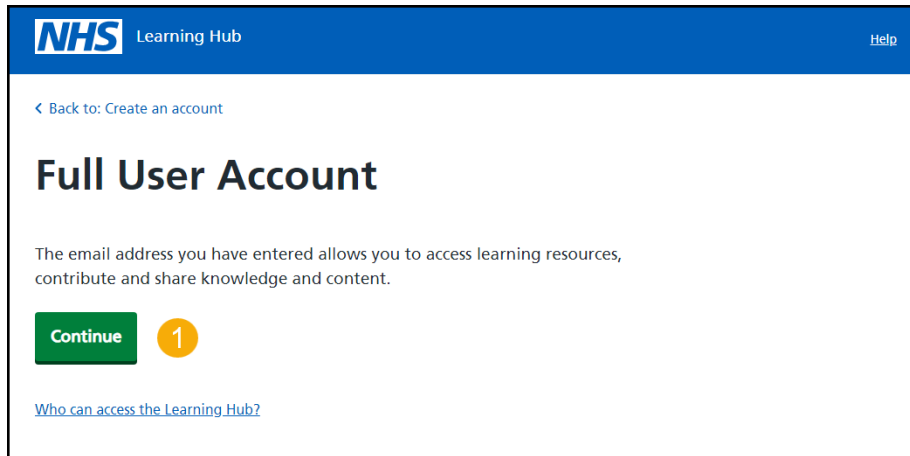 NHS Learning Hub
Help
Back to: Create an account
Full User Account
The email address you have entered allows you to access learning resources,
contribute and share knowledge and content.
Continue 1
Who can access the Learning Hub?